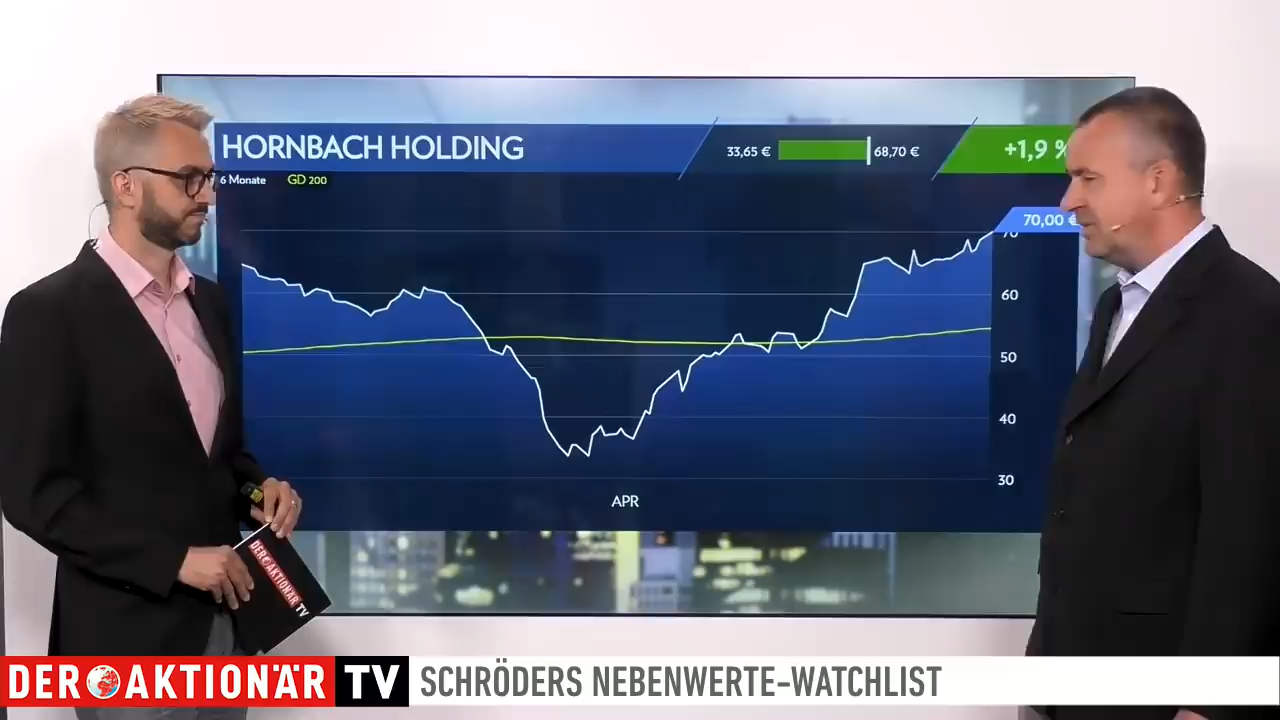 HORNBACH HOLDING
33,65 €
68,70 €
+1,9 %
6 Monate
GD 200
70,00 €
70
60
50
40
30
APR
DER AKTIONÄR TV
DER AKTIONÄR TV
SCHRÖDERS NEBENWERTE-WATCHLIST